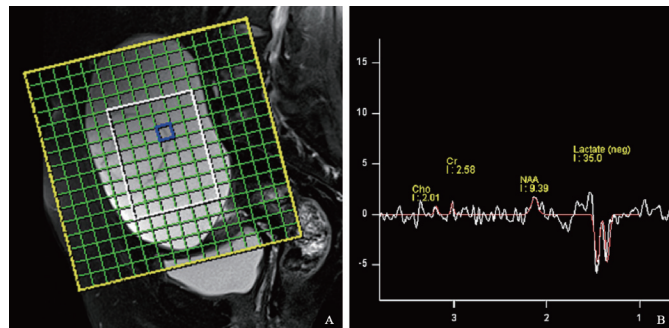 A
15
10
5
0
-5
Cho
I : 2.01
Cr
I : 2.58
NAA
I : 9.39
Lactate (neg)
I : 35.0
3
2
1
B